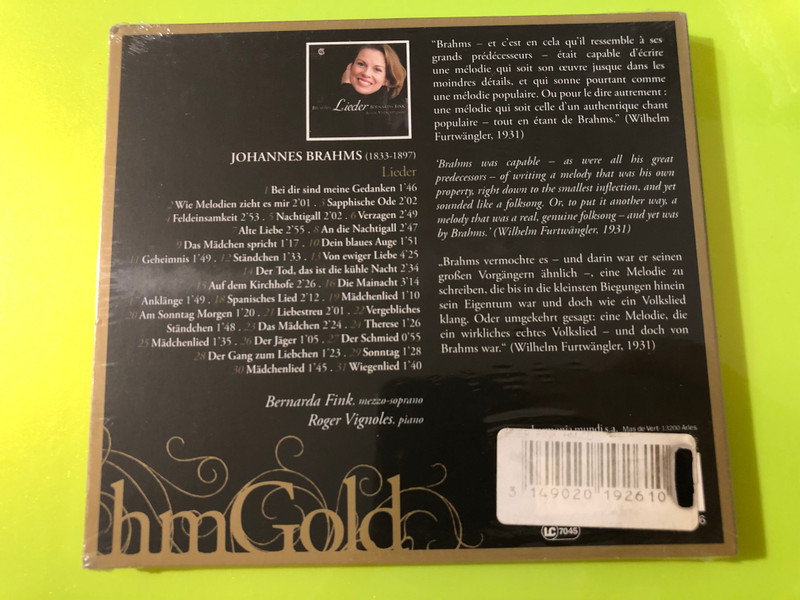 Lieder
JOHANNES BRAHMS (1833-1897)
Lieder
1 Bei dir sind meine Gedanken 1'46
2 Wie Melodien zieht es mir 2'01 . 3 Sapphische Ode 2'02
4 Feldeinsamkeit 2'53 . 5 Nachtigall 2'02 . 6 Verzagen 2'49
7 Alte Liebe 2'55 . 8 An die Nachtigall 2'47
9 Das Mädchen spricht 1'17 . 10 Dein blaues Auge 1'51
11 Geheimnis 1'49 . 12 Ständchen 1'33 . 13 Von ewiger Liebe 4'25
14 Der Tod, das ist die kühle Nacht 2'34
15 Auf dem Kirchhofe 2'26 . 16 Die Mainacht 3'14
17 Anklänge 1'49 . 18 Spanisches Lied 2'12 . 19 Mädchenlied 1'10
20 Am Sonntag Morgen 1'20 . 21 Liebestreu 2'01 . 22 Vergebliches
Ständchen 1'48 . 23 Das Mädchen 2'24 . 24 Therese 1'26
25 Mädchenlied 1'35 . 26 Der Jäger 1'05 . 27 Der Schmied 0'55
28 Der Gang zum Liebchen 1'23 . 29 Sonntag 1'28
30 Mädchenlied 1'45 . 31 Wiegenlied 1'40
Bernarda Fink, mezzo-soprano
Roger Vignoles, piano
hmGold
"Brahms – et c'est en cela qu'il ressemble à ses
grands prédécesseurs – était capable d'écrire
une mélodie qui soit son œuvre jusque dans les
moindres détails, et qui sonne pourtant comme
une mélodie populaire. Ou pour le dire autrement :
une mélodie qui soit celle d'un authentique chant
populaire – tout en étant de Brahms." (Wilhelm
Furtwängler, 1931)
'Brahms was capable – as were all his great
predecessors – of writing a melody that was his own
property, right down to the smallest inflection, and yet
sounded like a folksong. Or, to put it another way, a
melody that was a real, genuine folksong – and yet was
by Brahms.' (Wilhelm Furtwängler, 1931)
„Brahms vermochte es – und darin war er seinen
großen Vorgängern ähnlich –, eine Melodie zu
schreiben, die bis in die kleinsten Biegungen hinein
sein Eigentum war und doch wie ein Volkslied
klang. Oder umgekehrt gesagt: eine Melodie, die
ein wirkliches echtes Volkslied – und doch von
Brahms war." (Wilhelm Furtwängler, 1931)
harmonia mundi s.a. Mas de Vert 13200 Arles
3 149020 192610
6
LC 7045